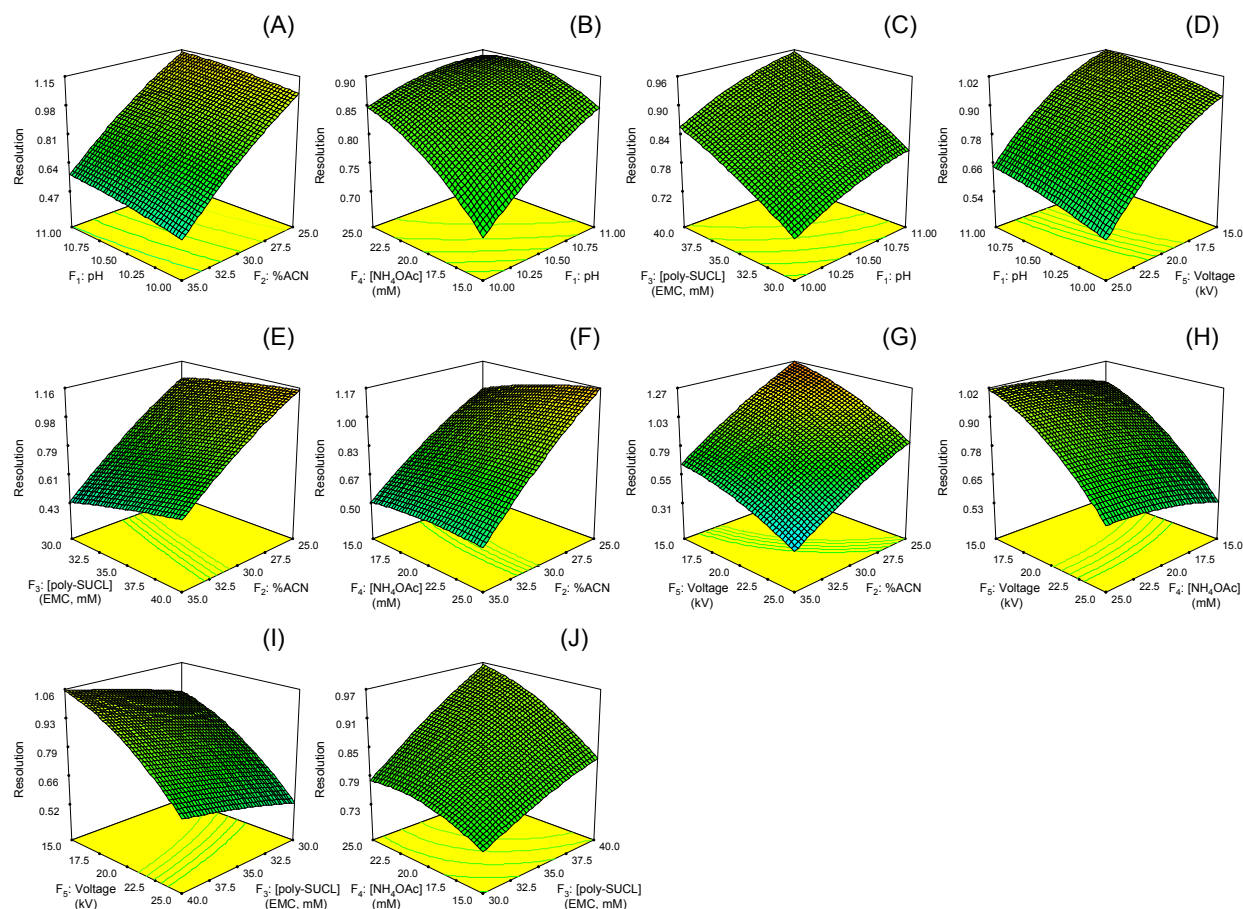 (A)
1.15
0.98
0.81
0.64
0.47
Resolution
11.00
10.75
10.50
10.25
10.00
F1: pH
25.0
27.5
30.0
32.5
35.0
F2: %ACN
(B)
0.90
0.85
0.80
0.75
0.70
Resolution
25.0
22.5
20.0
17.5
15.0
F4: [NH4OAc]
(mM)
11.00
10.75
10.50
10.25
10.00
F1: pH
(C)
0.96
0.90
0.84
0.78
0.72
Resolution
40.0
37.5
35.0
32.5
30.0
F3: [poly-SUCL]
(EMC, mM)
11.00
10.75
10.50
10.25
10.00
F1: pH
(D)
1.02
0.90
0.78
0.66
0.54
Resolution
11.00
10.75
10.50
10.25
10.00
F1: pH
15.0
17.5
20.0
22.5
25.0
F5: Voltage
(kV)
(E)
1.16
0.98
0.79
0.61
0.43
Resolution
30.0
32.5
35.0
37.5
40.0
F3: [poly-SUCL]
(EMC, mM)
25.0
27.5
30.0
32.5
35.0
F2: %ACN
(F)
1.17
1.00
0.83
0.67
0.50
Resolution
15.0
17.5
20.0
22.5
25.0
F4: [NH4OAc]
(mM)
25.0
27.5
30.0
32.5
35.0
F2: %ACN
(G)
1.27
1.03
0.79
0.55
0.31
Resolution
15.0
17.5
20.0
22.5
25.0
F5: Voltage
(kV)
25.0
27.5
30.0
32.5
35.0
F2: %ACN
(H)
1.02
0.90
0.78
0.65
0.53
Resolution
15.0
17.5
20.0
22.5
25.0
F5: Voltage
(kV)
15.0
17.5
20.0
22.5
25.0
F4: [NH4OAc]
(mM)
(I)
1.06
0.93
0.79
0.66
0.52
Resolution
15.0
17.5
20.0
22.5
25.0
F5: Voltage
(kV)
30.0
32.5
35.0
37.5
40.0
F3: [poly-SUCL]
(EMC, mM)
(J)
0.97
0.91
0.85
0.79
0.73
Resolution
25.0
22.5
20.0
17.5
15.0
F4: [NH4OAc]
(mM)
40.0
37.5
35.0
32.5
30.0
F3: [poly-SUCL]
(EMC, mM)